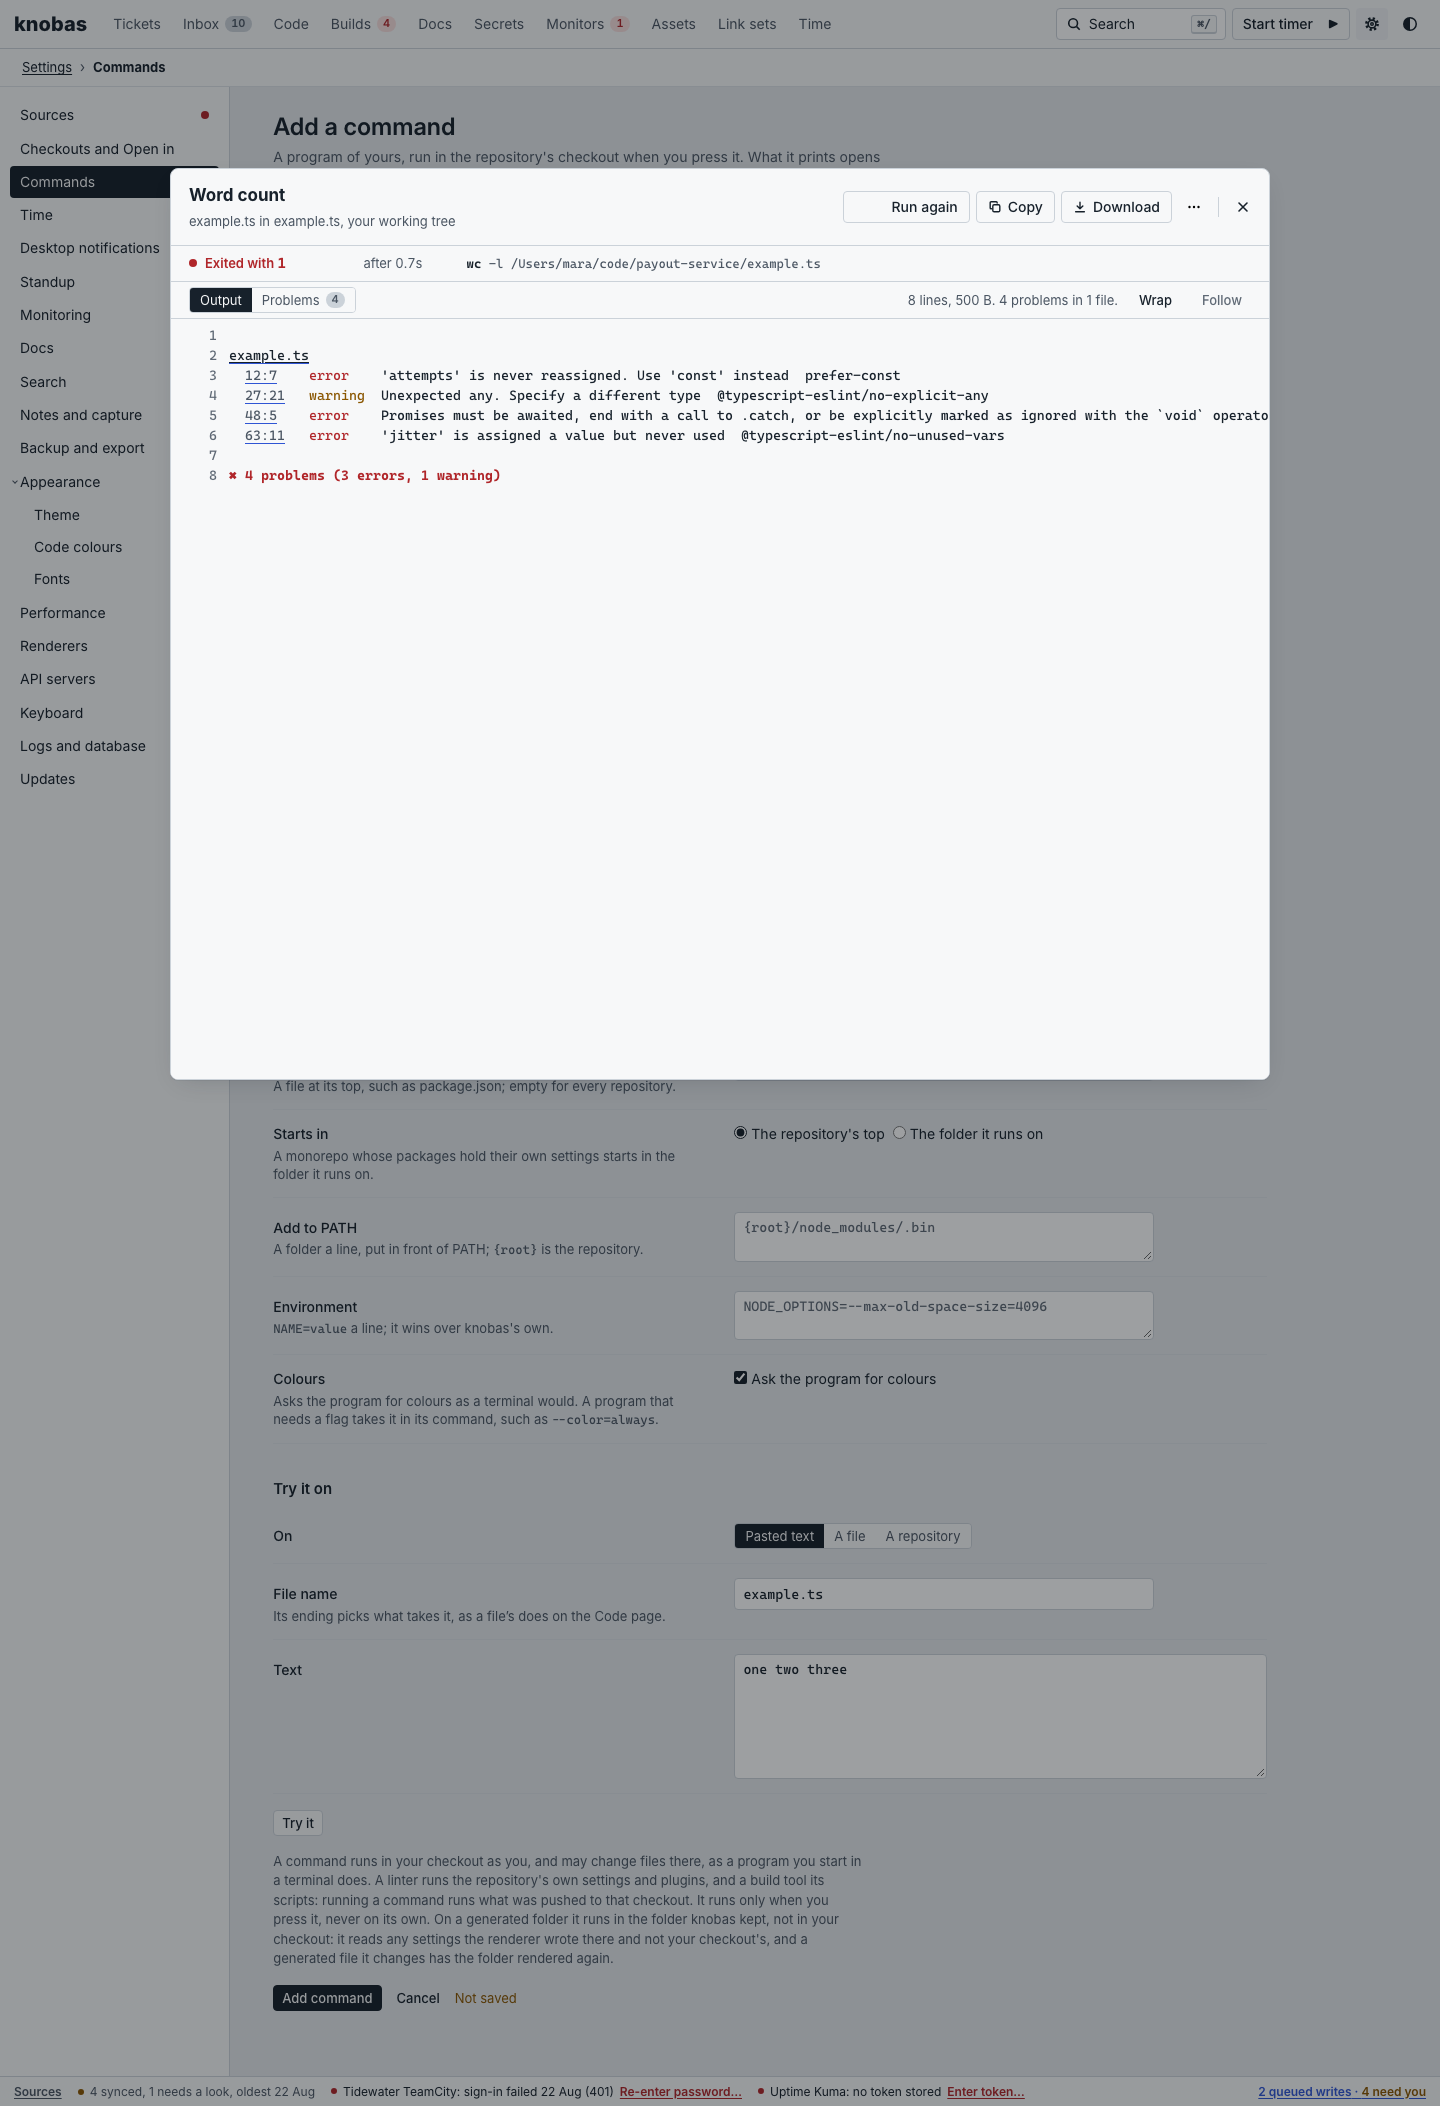 knobas Tickets Inbox 10 Code Builds 4 Docs Secrets Monitors 1 Assets Link sets Time Search ⌘/ Start timer
Settings › Commands
Sources
Checkouts and Open in
Commands
Time
Desktop notifications
Standup
Monitoring
Docs
Search
Notes and capture
Backup and export
Appearance
Theme
Code colours
Fonts
Performance
Renderers
API servers
Keyboard
Logs and database
Updates
Add a command
A program of yours, run in the repository's checkout when you press it. What it prints opens
Word count
example.ts in example.ts, your working tree
Run again Copy Download ··· ×
Exited with 1 after 0.7s wc -l /Users/mara/code/payout-service/example.ts
Output Problems 4 8 lines, 500 B. 4 problems in 1 file. Wrap Follow
1
2 example.ts
3 12:7 error 'attempts' is never reassigned. Use 'const' instead prefer-const
4 27:21 warning Unexpected any. Specify a different type @typescript-eslint/no-explicit-any
5 48:5 error Promises must be awaited, end with a call to .catch, or be explicitly marked as ignored with the `void` operato
6 63:11 error 'jitter' is assigned a value but never used @typescript-eslint/no-unused-vars
7
8 ✖ 4 problems (3 errors, 1 warning)
A file at its top, such as package.json; empty for every repository.
Starts in
The repository's top The folder it runs on
A monorepo whose packages hold their own settings starts in the
folder it runs on.
Add to PATH
{root}/node_modules/.bin
A folder a line, put in front of PATH; {root} is the repository.
Environment
NODE_OPTIONS=--max-old-space-size=4096
NAME=value a line; it wins over knobas's own.
Colours
Ask the program for colours
Asks the program for colours as a terminal would. A program that
needs a flag takes it in its command, such as --color=always.
Try it on
On Pasted text A file A repository
File name
example.ts
Its ending picks what takes it, as a file's does on the Code page.
Text
one two three
Try it
A command runs in your checkout as you, and may change files there, as a program you start in
a terminal does. A linter runs the repository's own settings and plugins, and a build tool its
scripts: running a command runs what was pushed to that checkout. It runs only when you
press it, never on its own. On a generated folder it runs in the folder knobas kept, not in your
checkout: it reads any settings the renderer wrote there and not your checkout's, and a
generated file it changes has the folder rendered again.
Add command Cancel Not saved
Sources 4 synced, 1 needs a look, oldest 22 Aug Tidewater TeamCity: sign-in failed 22 Aug (401) Re-enter password... Uptime Kuma: no token stored Enter token... 2 queued writes · 4 need you